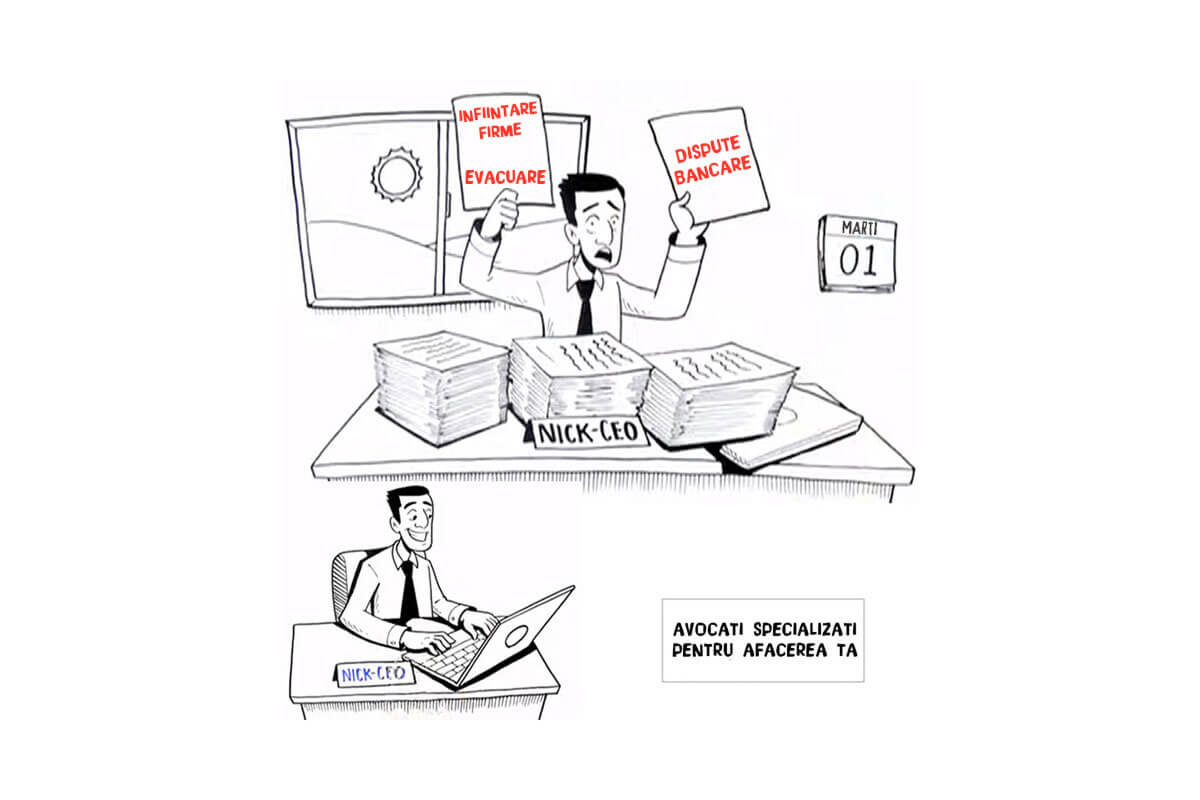 INFIINTARE
FIRME
EVACUARE
DISPUTE
BANCARE
MARTI
01
NICK-CEO
NICK-CEO
AVOCATI SPECIALIZATI
PENTRU AFACEREA TA